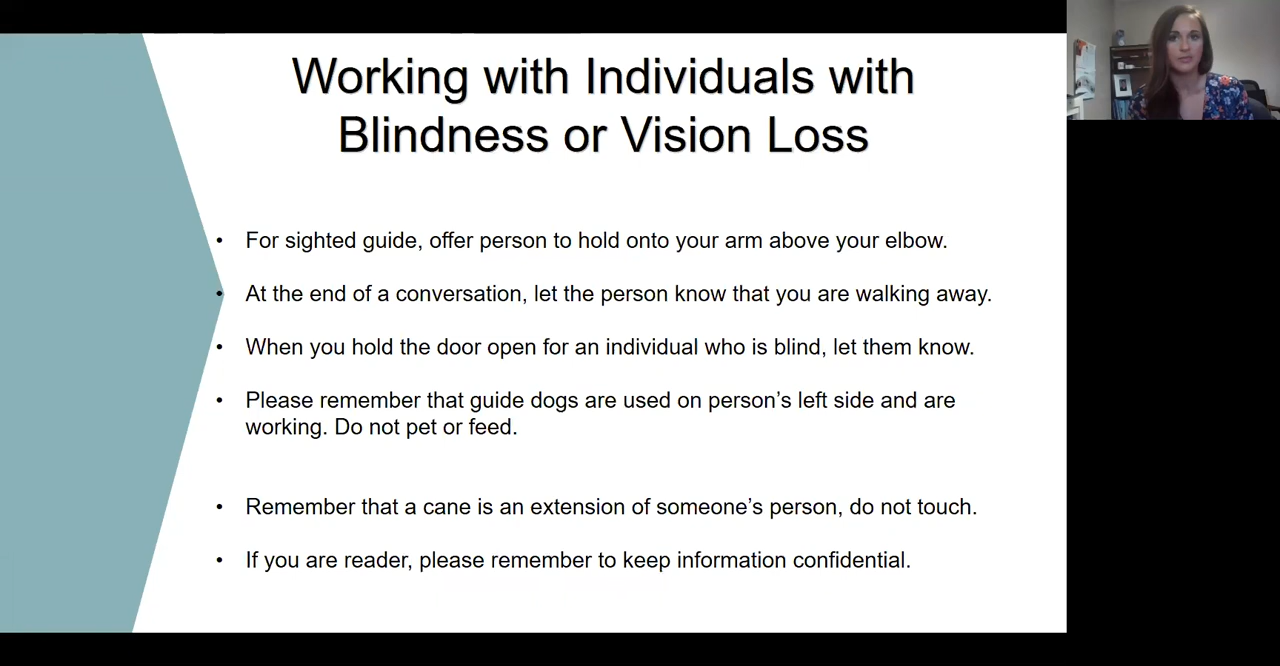 Working with Individuals with
Blindness or Vision Loss
• For sighted guide, offer person to hold onto your arm above your elbow.
• At the end of a conversation, let the person know that you are walking away.
• When you hold the door open for an individual who is blind, let them know.
• Please remember that guide dogs are used on person’s left side and are
working. Do not pet or feed.
• Remember that a cane is an extension of someone’s person, do not touch.
• If you are reader, please remember to keep information confidential.